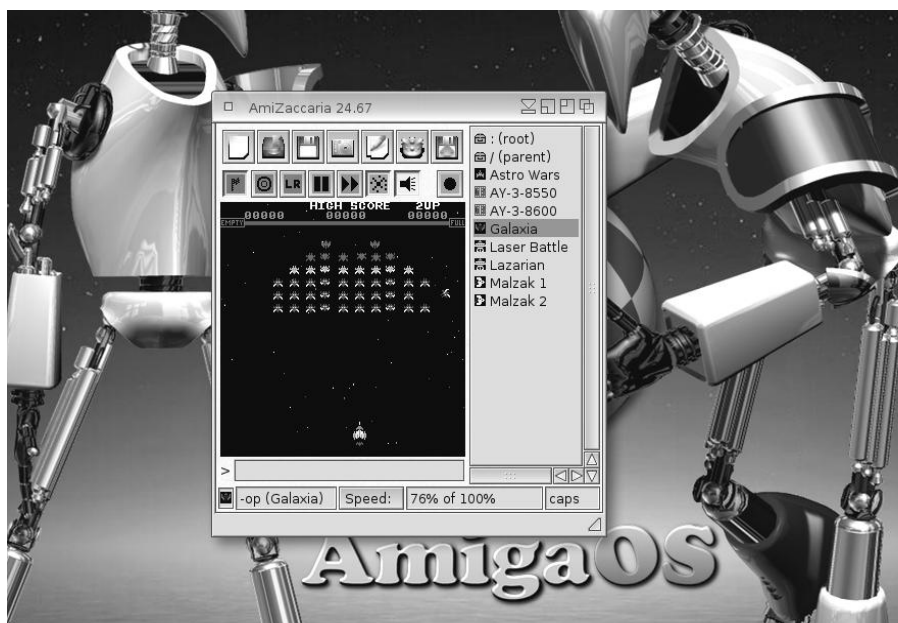 AmiZaccaria 24.67
: (root)
/ (parent)
Astro Wars
AY-3-8550
AY-3-8600
Galaxia
Laser Battle
Lazarian
Malzak 1
Malzak 2
LR
HIGH SCORE 2UP
00000 00000 00000
EMPTY FULL
>
-op (Galaxia) Speed: 76% of 100% caps
AmigaOS